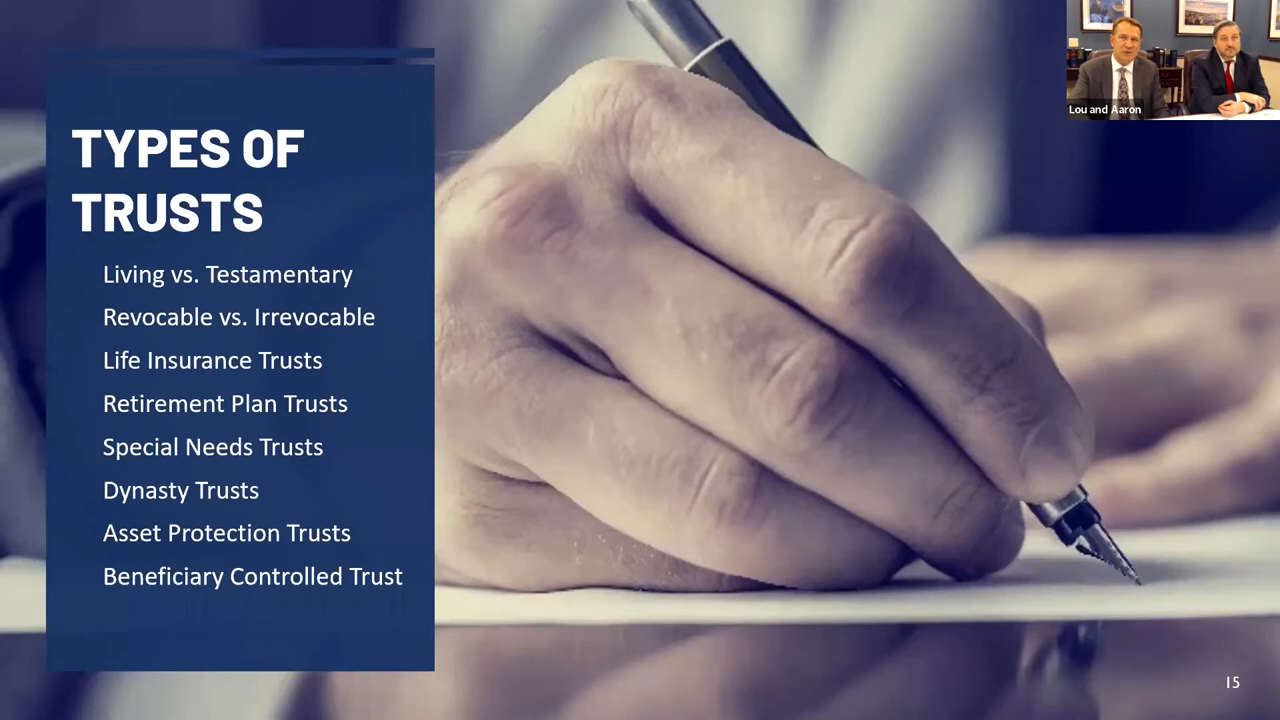 TYPES OF
TRUSTS
Living vs. Testamentary
Revocable vs. Irrevocable
Life Insurance Trusts
Retirement Plan Trusts
Special Needs Trusts
Dynasty Trusts
Asset Protection Trusts
Beneficiary Controlled Trust
Lou and Aaron
15